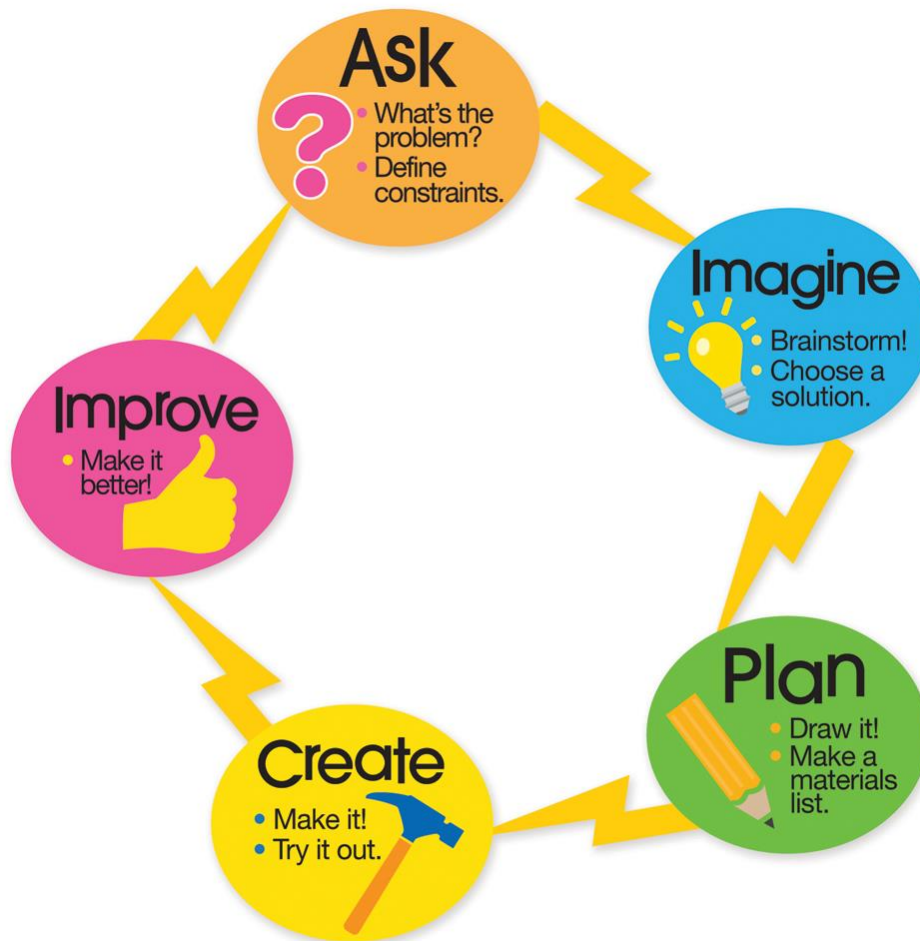 Ask
• What's the
problem?
• Define
constraints.
Imagine
• Brainstorm!
• Choose a
solution.
Plan
• Draw it!
• Make a
materials
list.
Create
• Make it!
• Try it out.
Improve
• Make it
better!